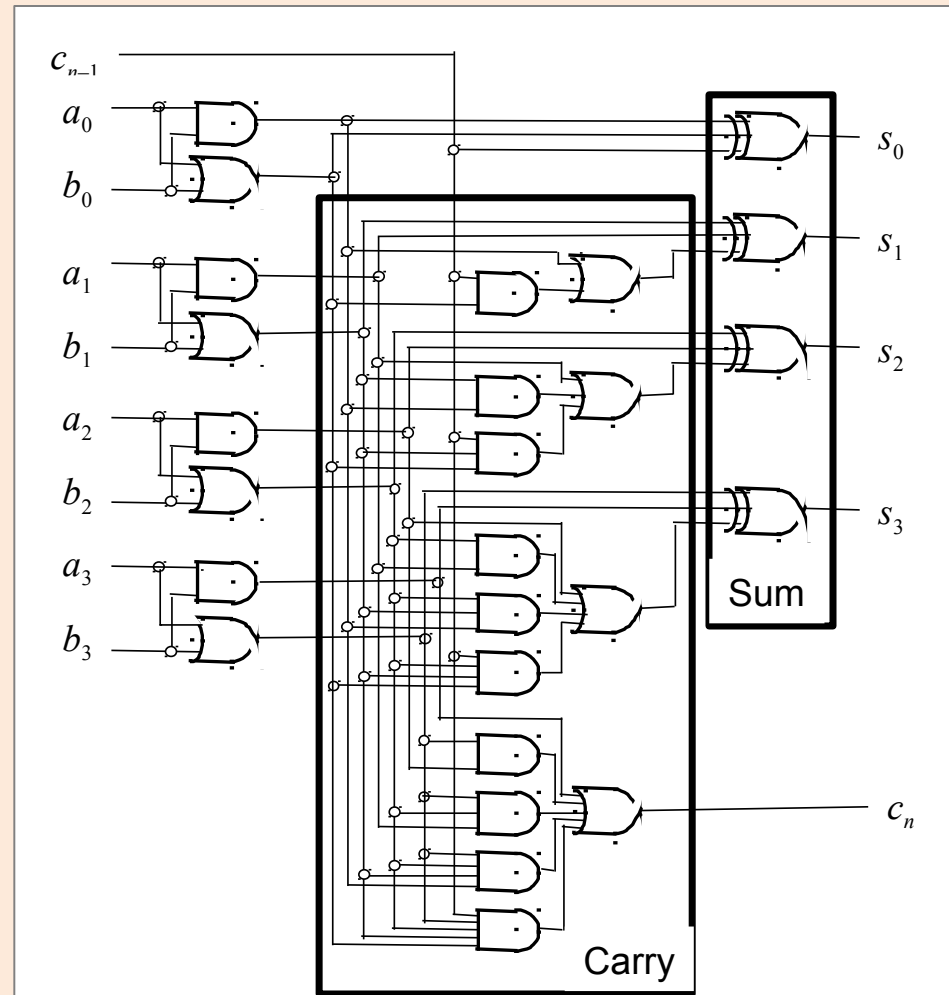 c_{n-1}
a_0
s_0
b_0
s_1
a_1
b_1
s_2
a_2
b_2
s_3
a_3
Sum
b_3
c_n
Carry